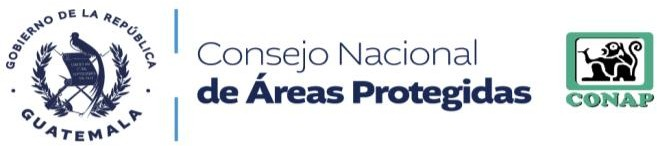 GOBIERNO DE LA REPÚBLICA
GUATEMALA
Consejo Nacional
de Áreas Protegidas
CONAP